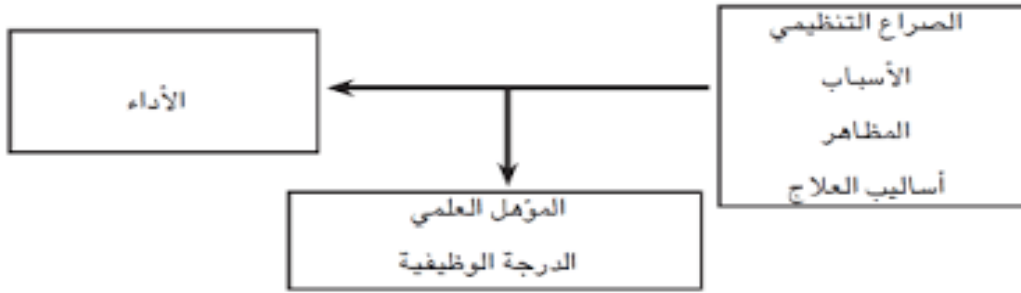 الصراع التنظيمي
الأسباب
المظاهر
أساليب العلاج
الأداء
المؤهل العلمي
الدرجة الوظيفية